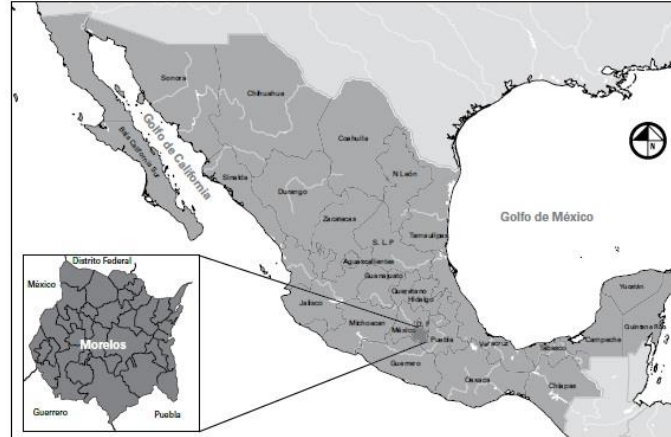 Sonora
Chihuahua
Coahuila
Baja California Sur
Golfo de California
Sinaloa
Durango
N León
N
Zacatecas
Tamaulipas
Golfo de México
S. L. P
Aguascalientes
Guanajuato
Querétaro
Hidalgo
Jalisco
Michoacan
México
D. F
Puebla
Veracruz
Tabasco
Campeche
Yucatán
Quintana Roo
Guerrero
Oaxaca
Chiapas
Distrito Federal
México
Morelos
Guerrero
Puebla